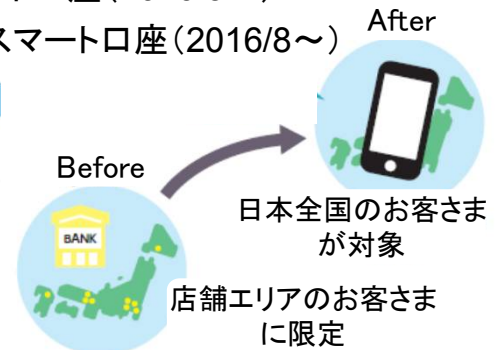 スマート口座（2016/8～）
After
Before
BANK
日本全国のお客さま
が対象
店舗エリアのお客さま
に限定